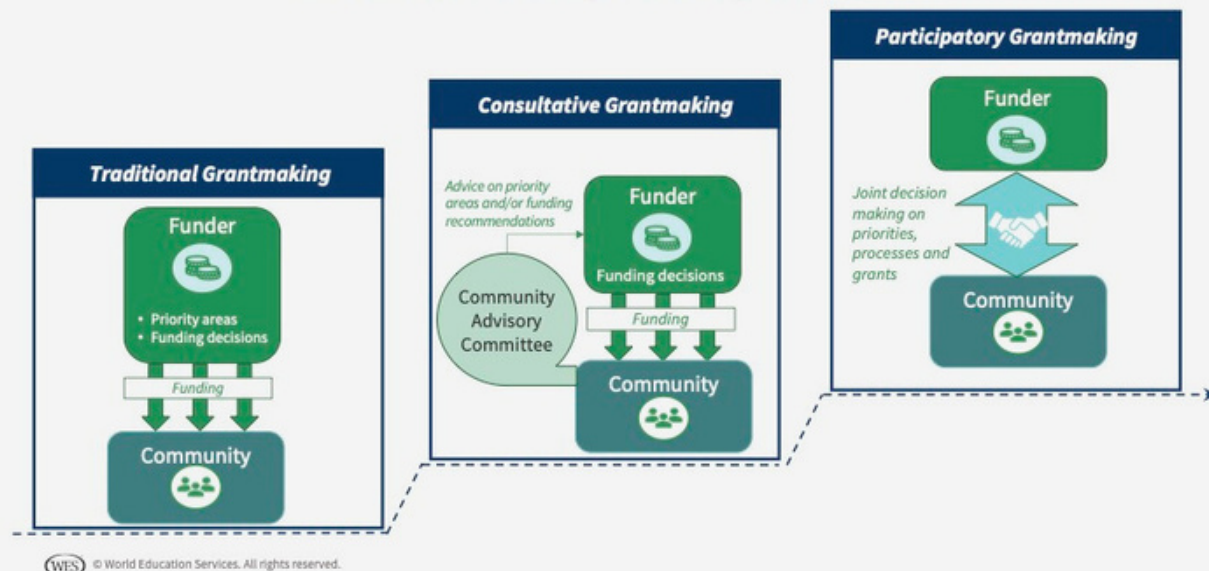 Traditional Grantmaking
Funder
• Priority areas
• Funding decisions
Funding
Community
Consultative Grantmaking
Advice on priority
areas and/or funding
recommendations
Funder
Funding decisions
Community
Advisory
Committee
Funding
Community
Participatory Grantmaking
Funder
Joint decision
making on
priorities,
processes and
grants
Community
WES © World Education Services. All rights reserved.